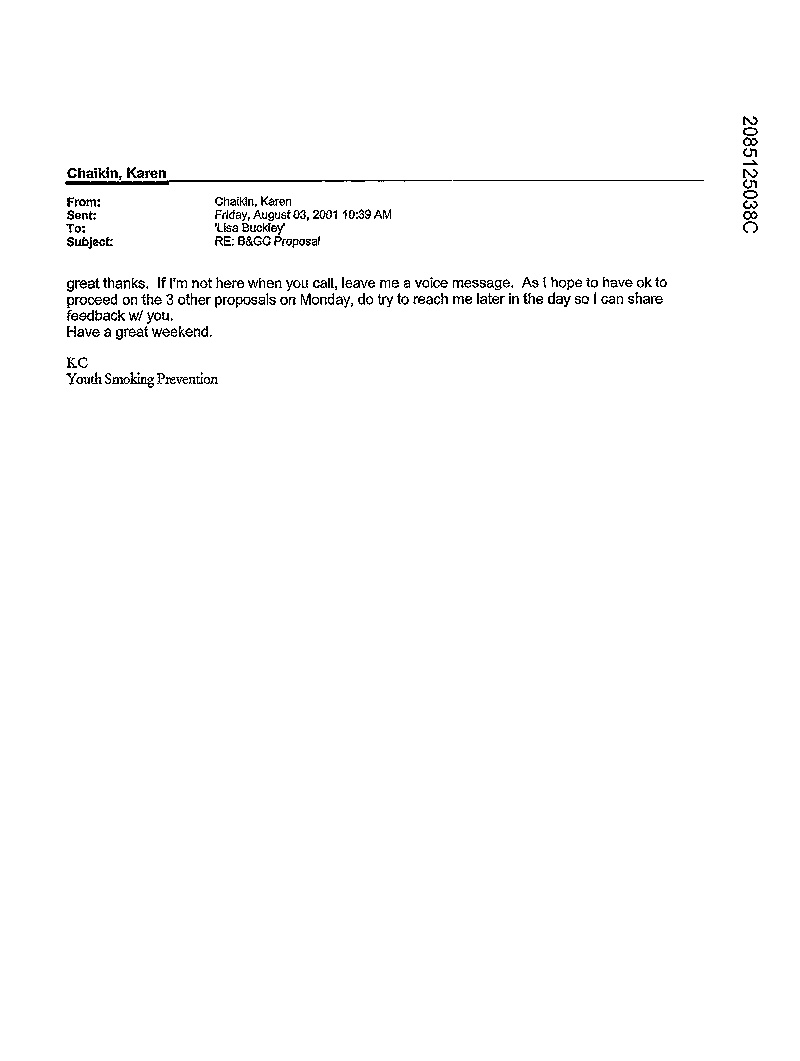 2085125038C
Chaikin, Karen
From: Chaikin, Karen
Sent: Friday, August 03, 2001 10:39 AM
To: 'Lisa Buckley'
Subject: RE: B&GC Proposal
great thanks.  If I'm not here when you call, leave me a voice message.  As I hope to have ok to
proceed on the 3 other proposals on Monday, do try to reach me later in the day so I can share
feedback w/ you.
Have a great weekend.
KC
Youth Smoking Prevention